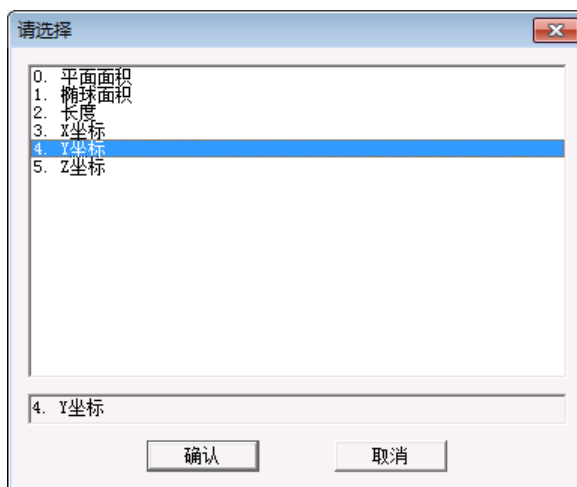 请选择
0. 平面面积
1. 椭球面积
2. 长度
3. X坐标
4. Y坐标
5. Z坐标
4. Y坐标
确认
取消